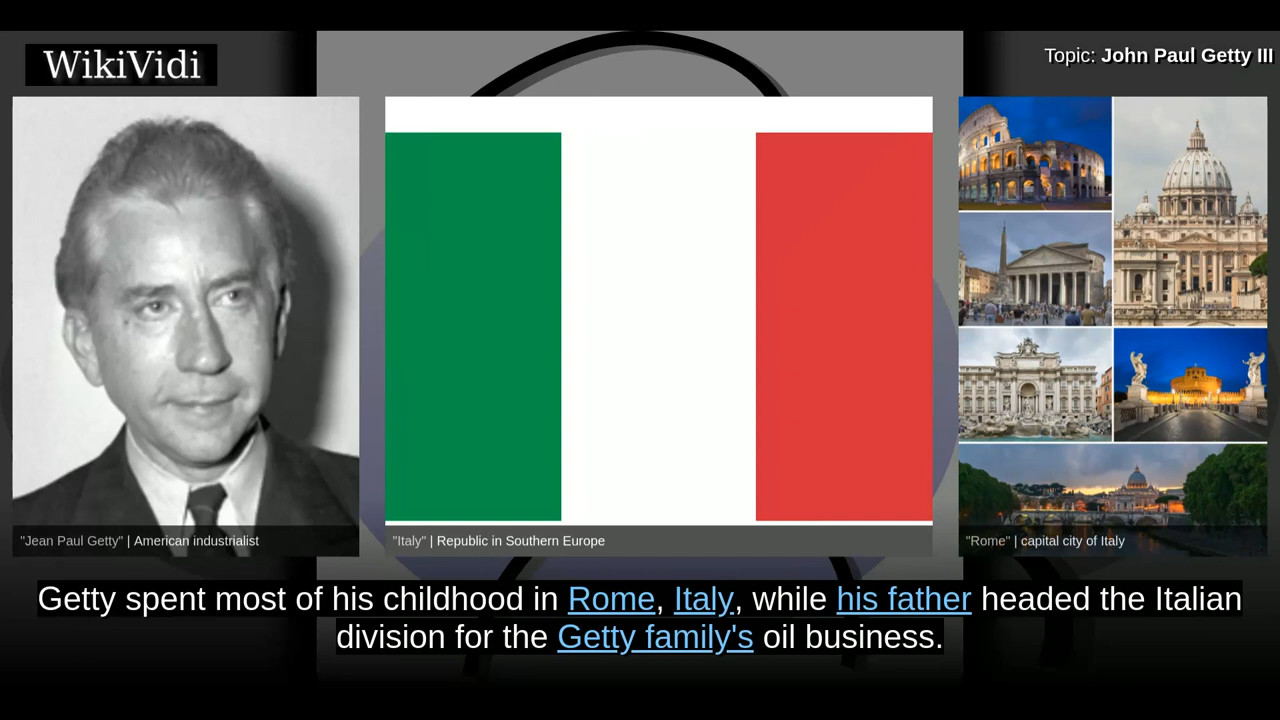 WikiVidi
Topic: John Paul Getty III
"Jean Paul Getty" | American industrialist
"Italy" | Republic in Southern Europe
"Rome" | capital city of Italy
Getty spent most of his childhood in Rome, Italy, while his father headed the Italian
division for the Getty family's oil business.